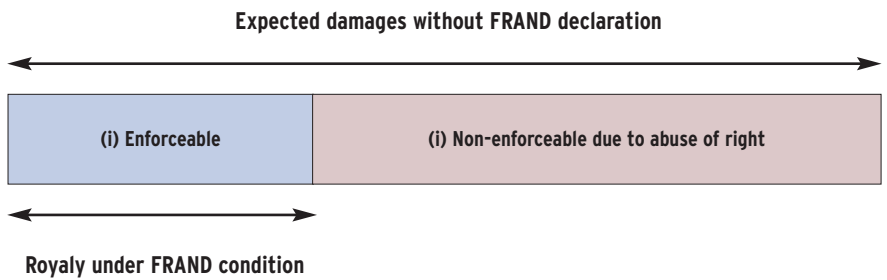 Expected damages without FRAND declaration
(i) Enforceable
(i) Non-enforceable due to abuse of right
Royaly under FRAND condition